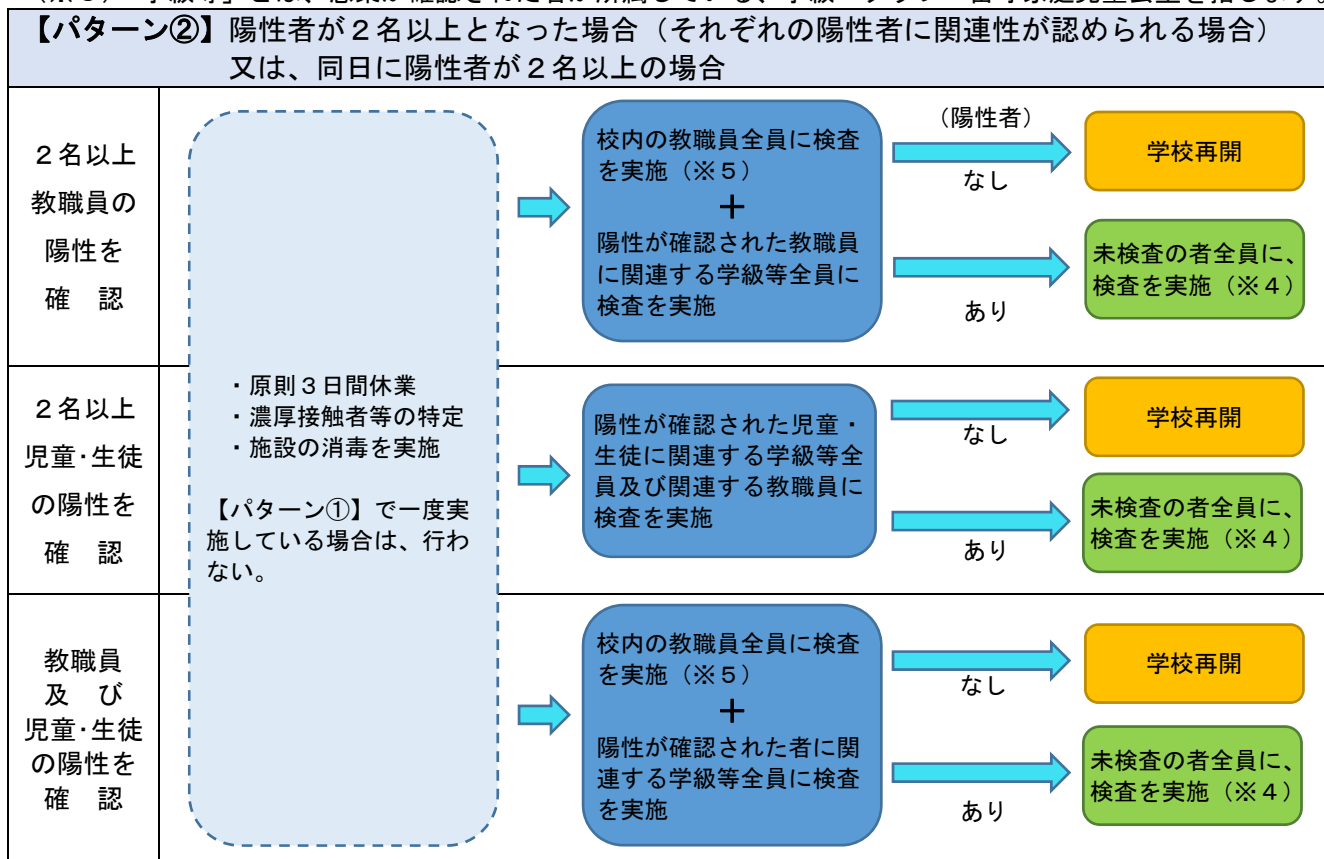 【パターン②】陽性者が２名以上となった場合（それぞれの陽性者に関連性が認められる場合）
又は、同日に陽性者が２名以上の場合
２名以上
教職員の
陽性を
確　認
・原則３日間休業
・濃厚接触者等の特定
・施設の消毒を実施
【パターン①】で一度実
施している場合は、行わ
ない。
校内の教職員全員に検査
を実施（※５）
＋
陽性が確認された教職員
に関連する学級等全員に
検査を実施
（陽性者）
なし
学校再開
あり
未検査の者全員に、
検査を実施（※４）
２名以上
児童･生徒
の陽性を
確　認
陽性が確認された児童・
生徒に関連する学級等全
員及び関連する教職員に
検査を実施
なし
学校再開
あり
未検査の者全員に、
検査を実施（※４）
教職員
及　び
児童･生徒
の陽性を
確　認
校内の教職員全員に検査
を実施（※５）
＋
陽性が確認された者に関
連する学級等全員に検査
を実施
なし
学校再開
あり
未検査の者全員に、
検査を実施（※４）